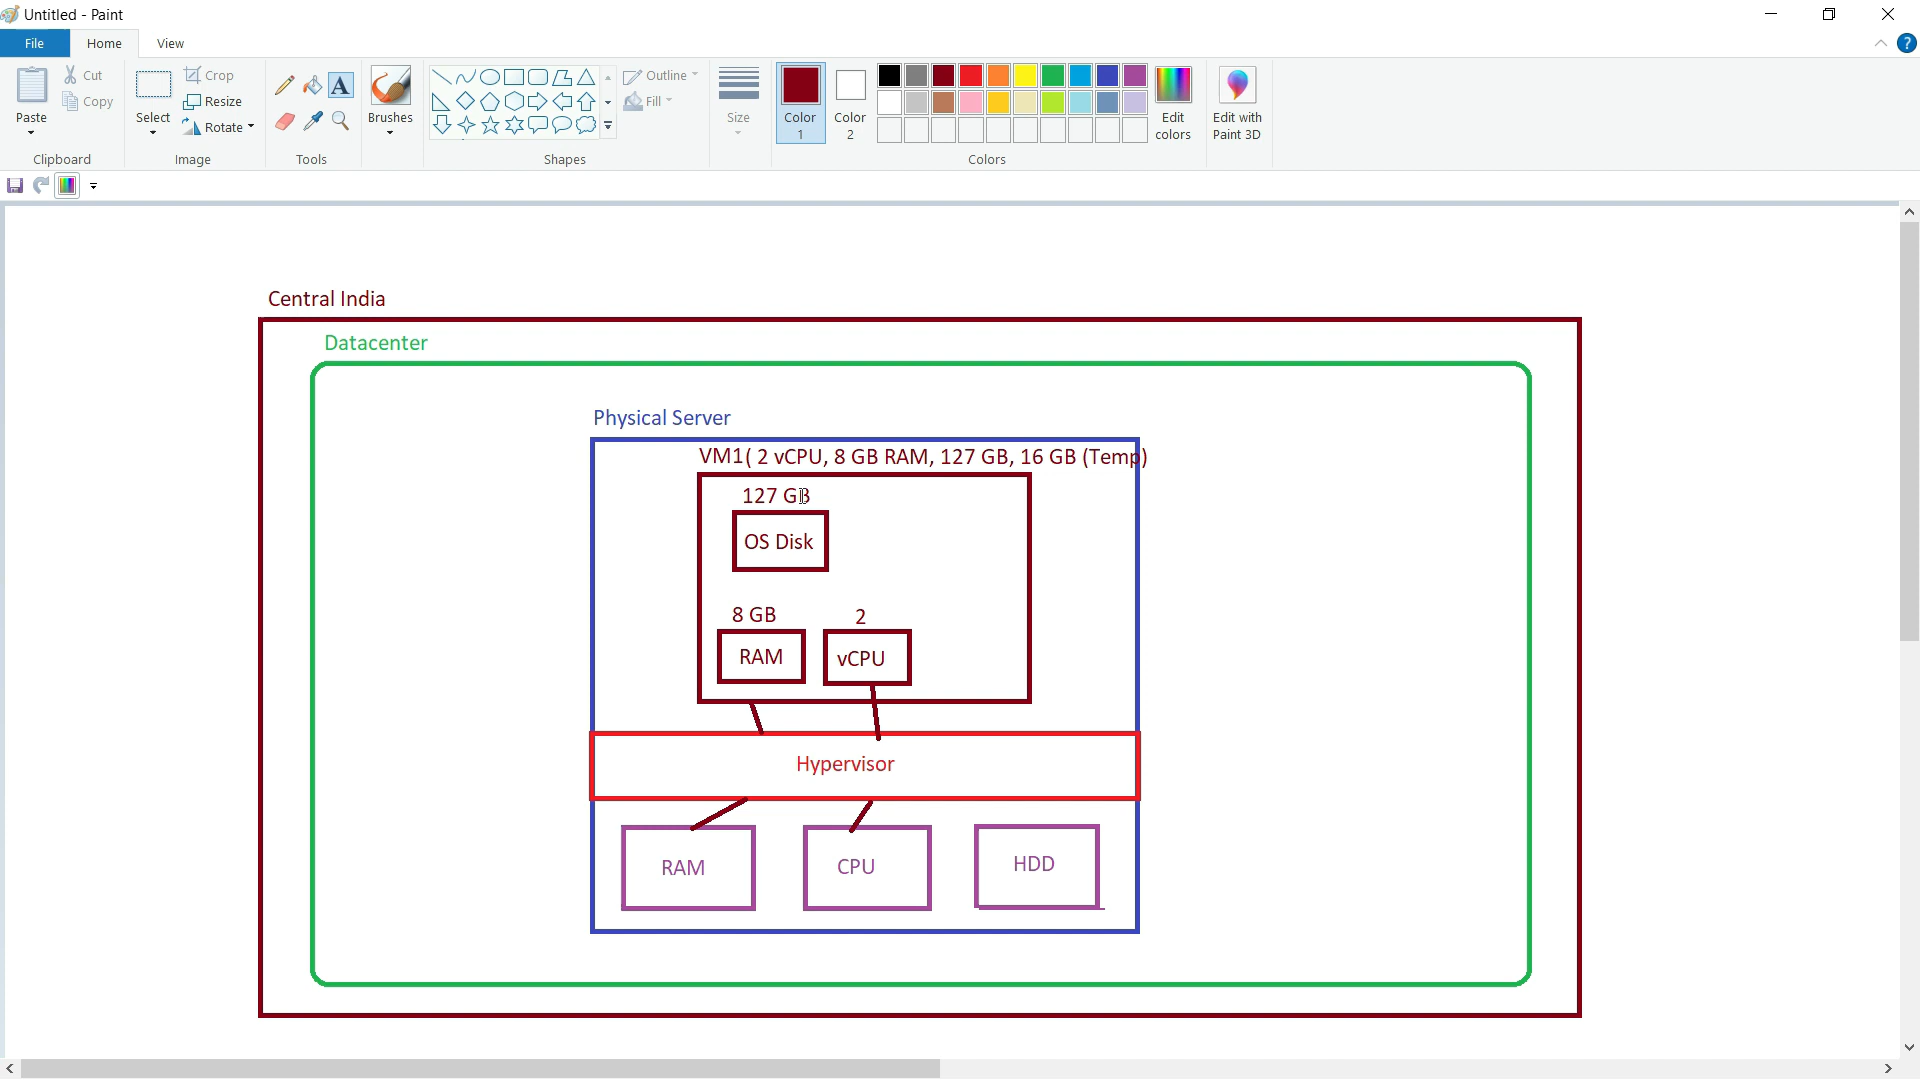 Untitled - Paint
File Home View
Cut
Copy
Paste
Clipboard
Select
Crop
Resize
Rotate
Image
A
Tools
Brushes
Outline
Fill
Shapes
Size
Color 1
Color 2
Edit colors
Edit with Paint 3D
Colors
?
Central India
Datacenter
Physical Server
VM1( 2 vCPU, 8 GB RAM, 127 GB, 16 GB (Temp)
127 GB
OS Disk
8 GB 2
RAM vCPU
Hypervisor
RAM CPU HDD